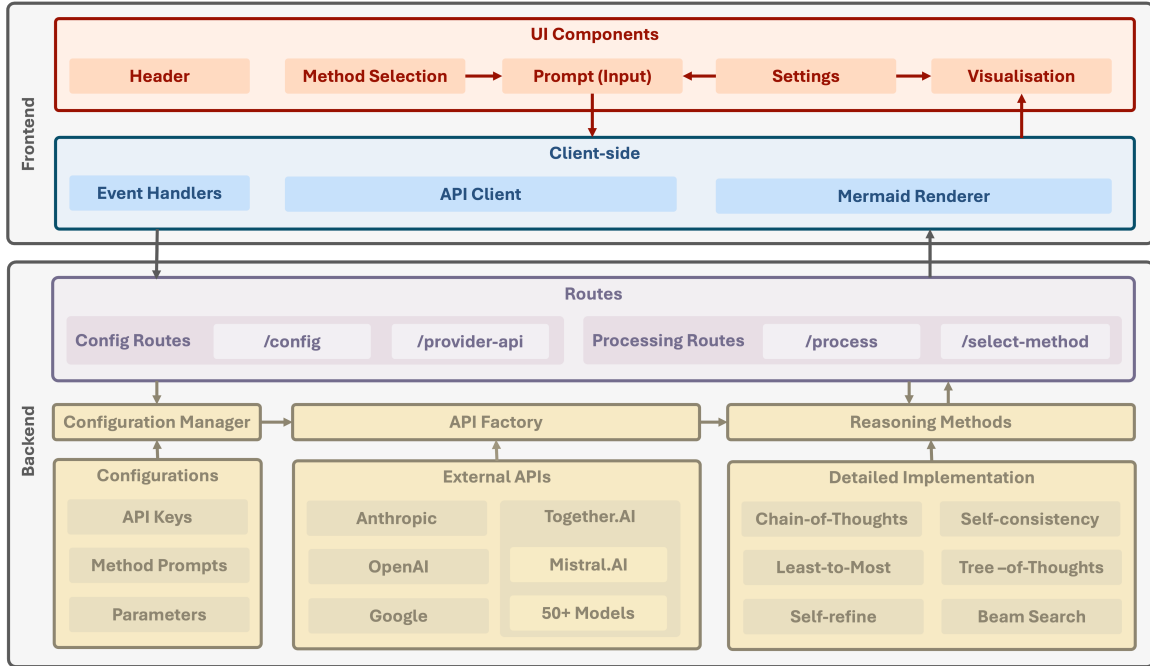 Frontend
UI Components
Header
Method Selection
Prompt (Input)
Settings
Visualisation
Client-side
Event Handlers
API Client
Mermaid Renderer
Backend
Routes
Config Routes
/config
/provider-api
Processing Routes
/process
/select-method
Configuration Manager
API Factory
Reasoning Methods
Configurations
API Keys
Method Prompts
Parameters
External APIs
Anthropic
OpenAI
Google
Together.AI
Mistral.AI
50+ Models
Detailed Implementation
Chain-of-Thoughts
Self-consistency
Least-to-Most
Tree –of-Thoughts
Self-refine
Beam Search